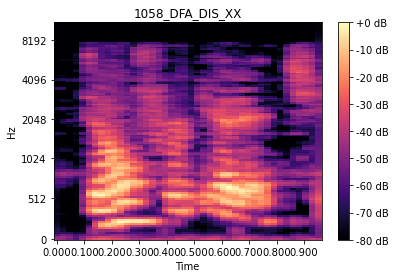 1058_DFA_DIS_XX
8192
4096
2048
1024
512
0
Hz
0.0000.1000.2000.3000.4000.5000.6000.7000.8000.900
Time
+0 dB
-10 dB
-20 dB
-30 dB
-40 dB
-50 dB
-60 dB
-70 dB
-80 dB